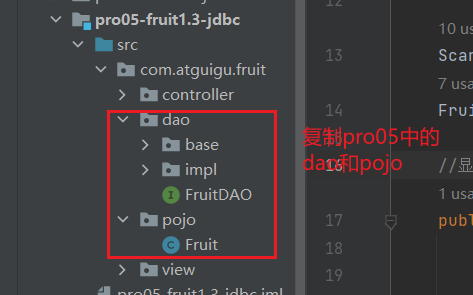 pro05-fruit1.3-jdbc
src
com.atguigu.fruit
controller
dao
base
impl
FruitDAO
pojo
Fruit
view
pro05-fruit1.3-jdbc.iml
复制pro05中的
dao和pojo
12
10 us
13
Scan
7 usa
14
Frui
15
16
//显
1 usa
17
publ
18
19